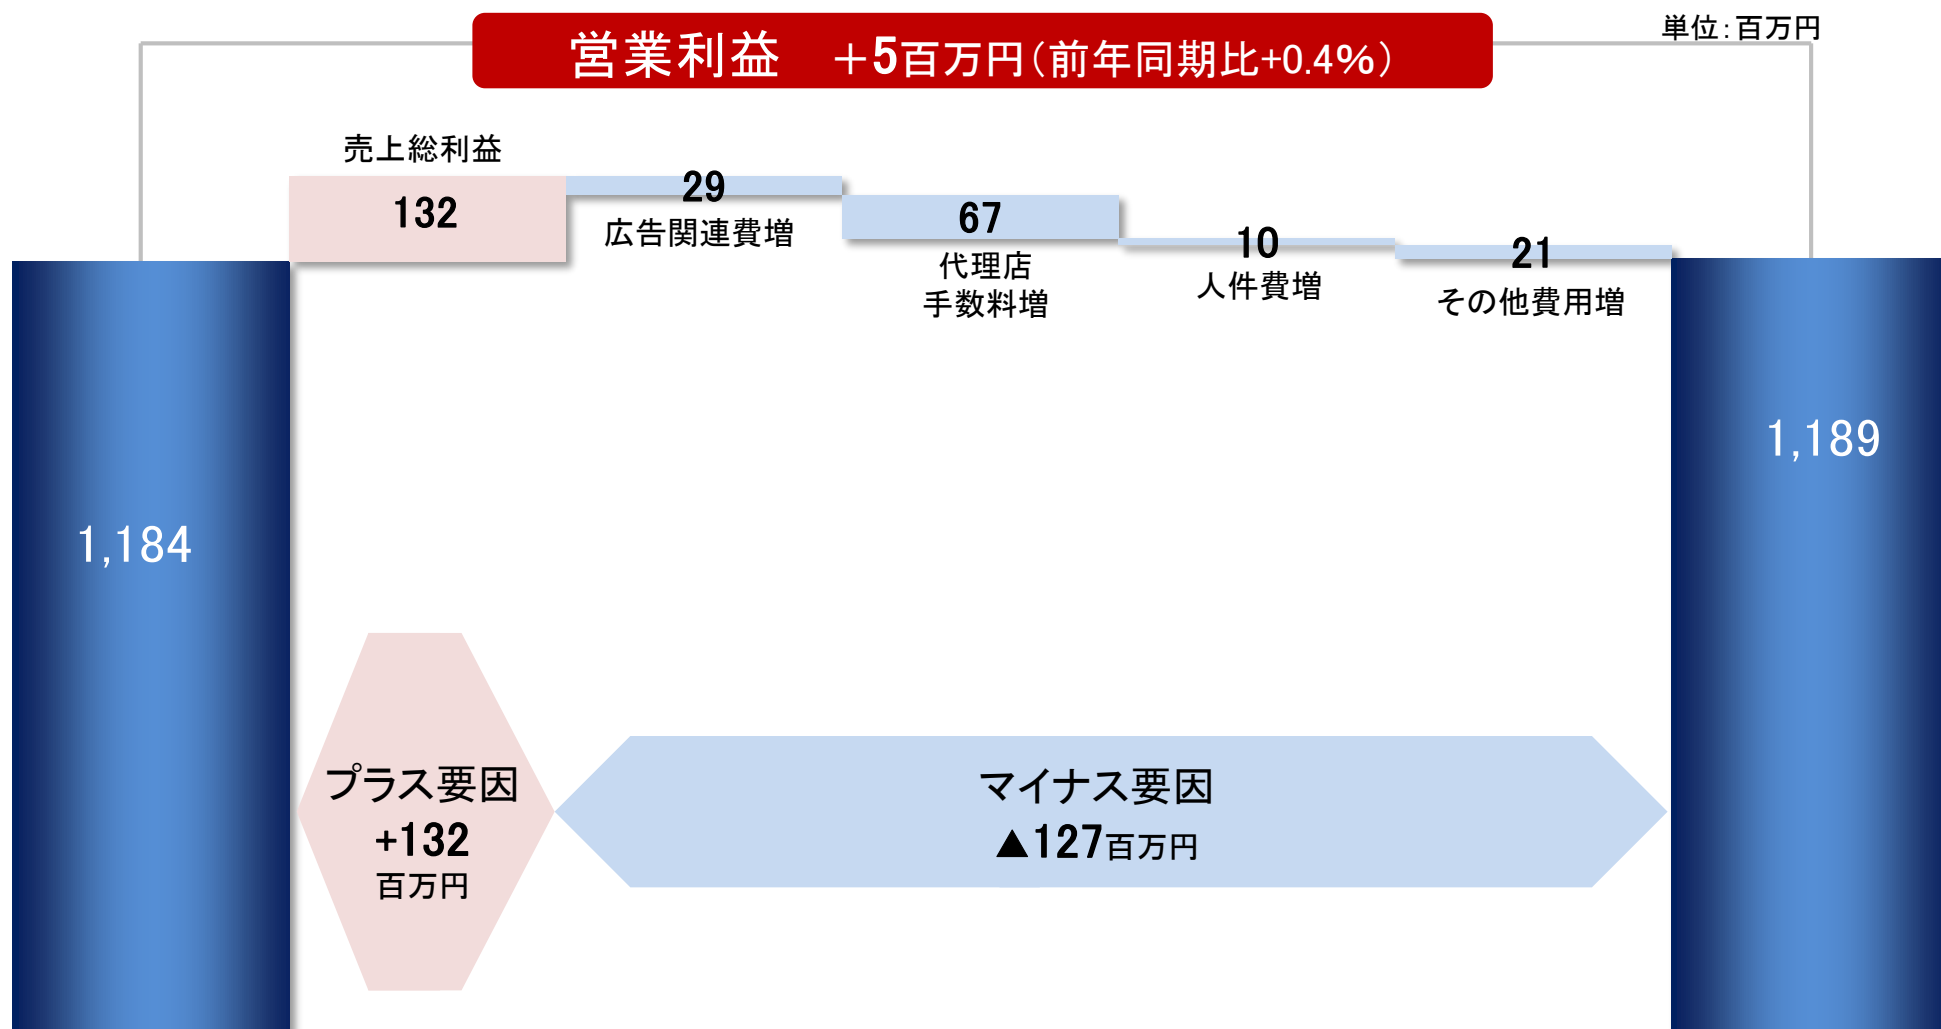 単位：百万円
営業利益　＋5百万円（前年同期比+0.4%）
売上総利益
132
29
広告関連費増
67
代理店
手数料増
10
人件費増
21
その他費用増
1,184
1,189
プラス要因
+132
百万円
マイナス要因
▲127百万円